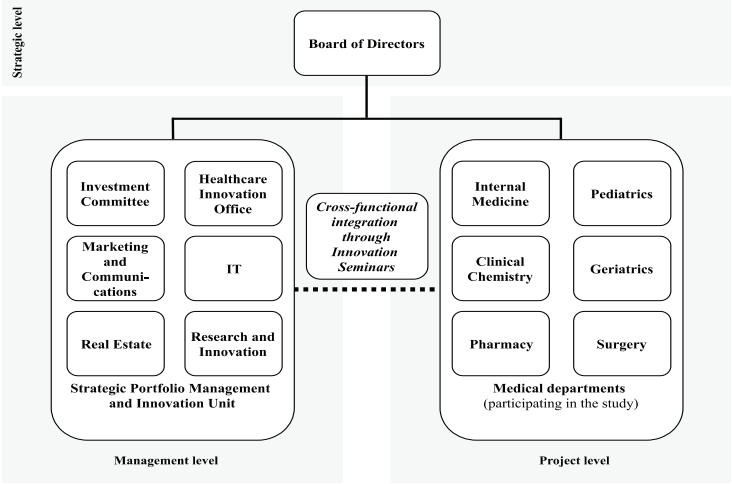 Strategic level
Board of Directors
Investment
Committee
Healthcare
Innovation
Office
Marketing
and
Communi-
cations
IT
Real Estate
Research and
Innovation
Strategic Portfolio Management
and Innovation Unit
Management level
Cross-functional
integration
through
Innovation
Seminars
Internal
Medicine
Pediatrics
Clinical
Chemistry
Geriatrics
Pharmacy
Surgery
Medical departments
(participating in the study)
Project level